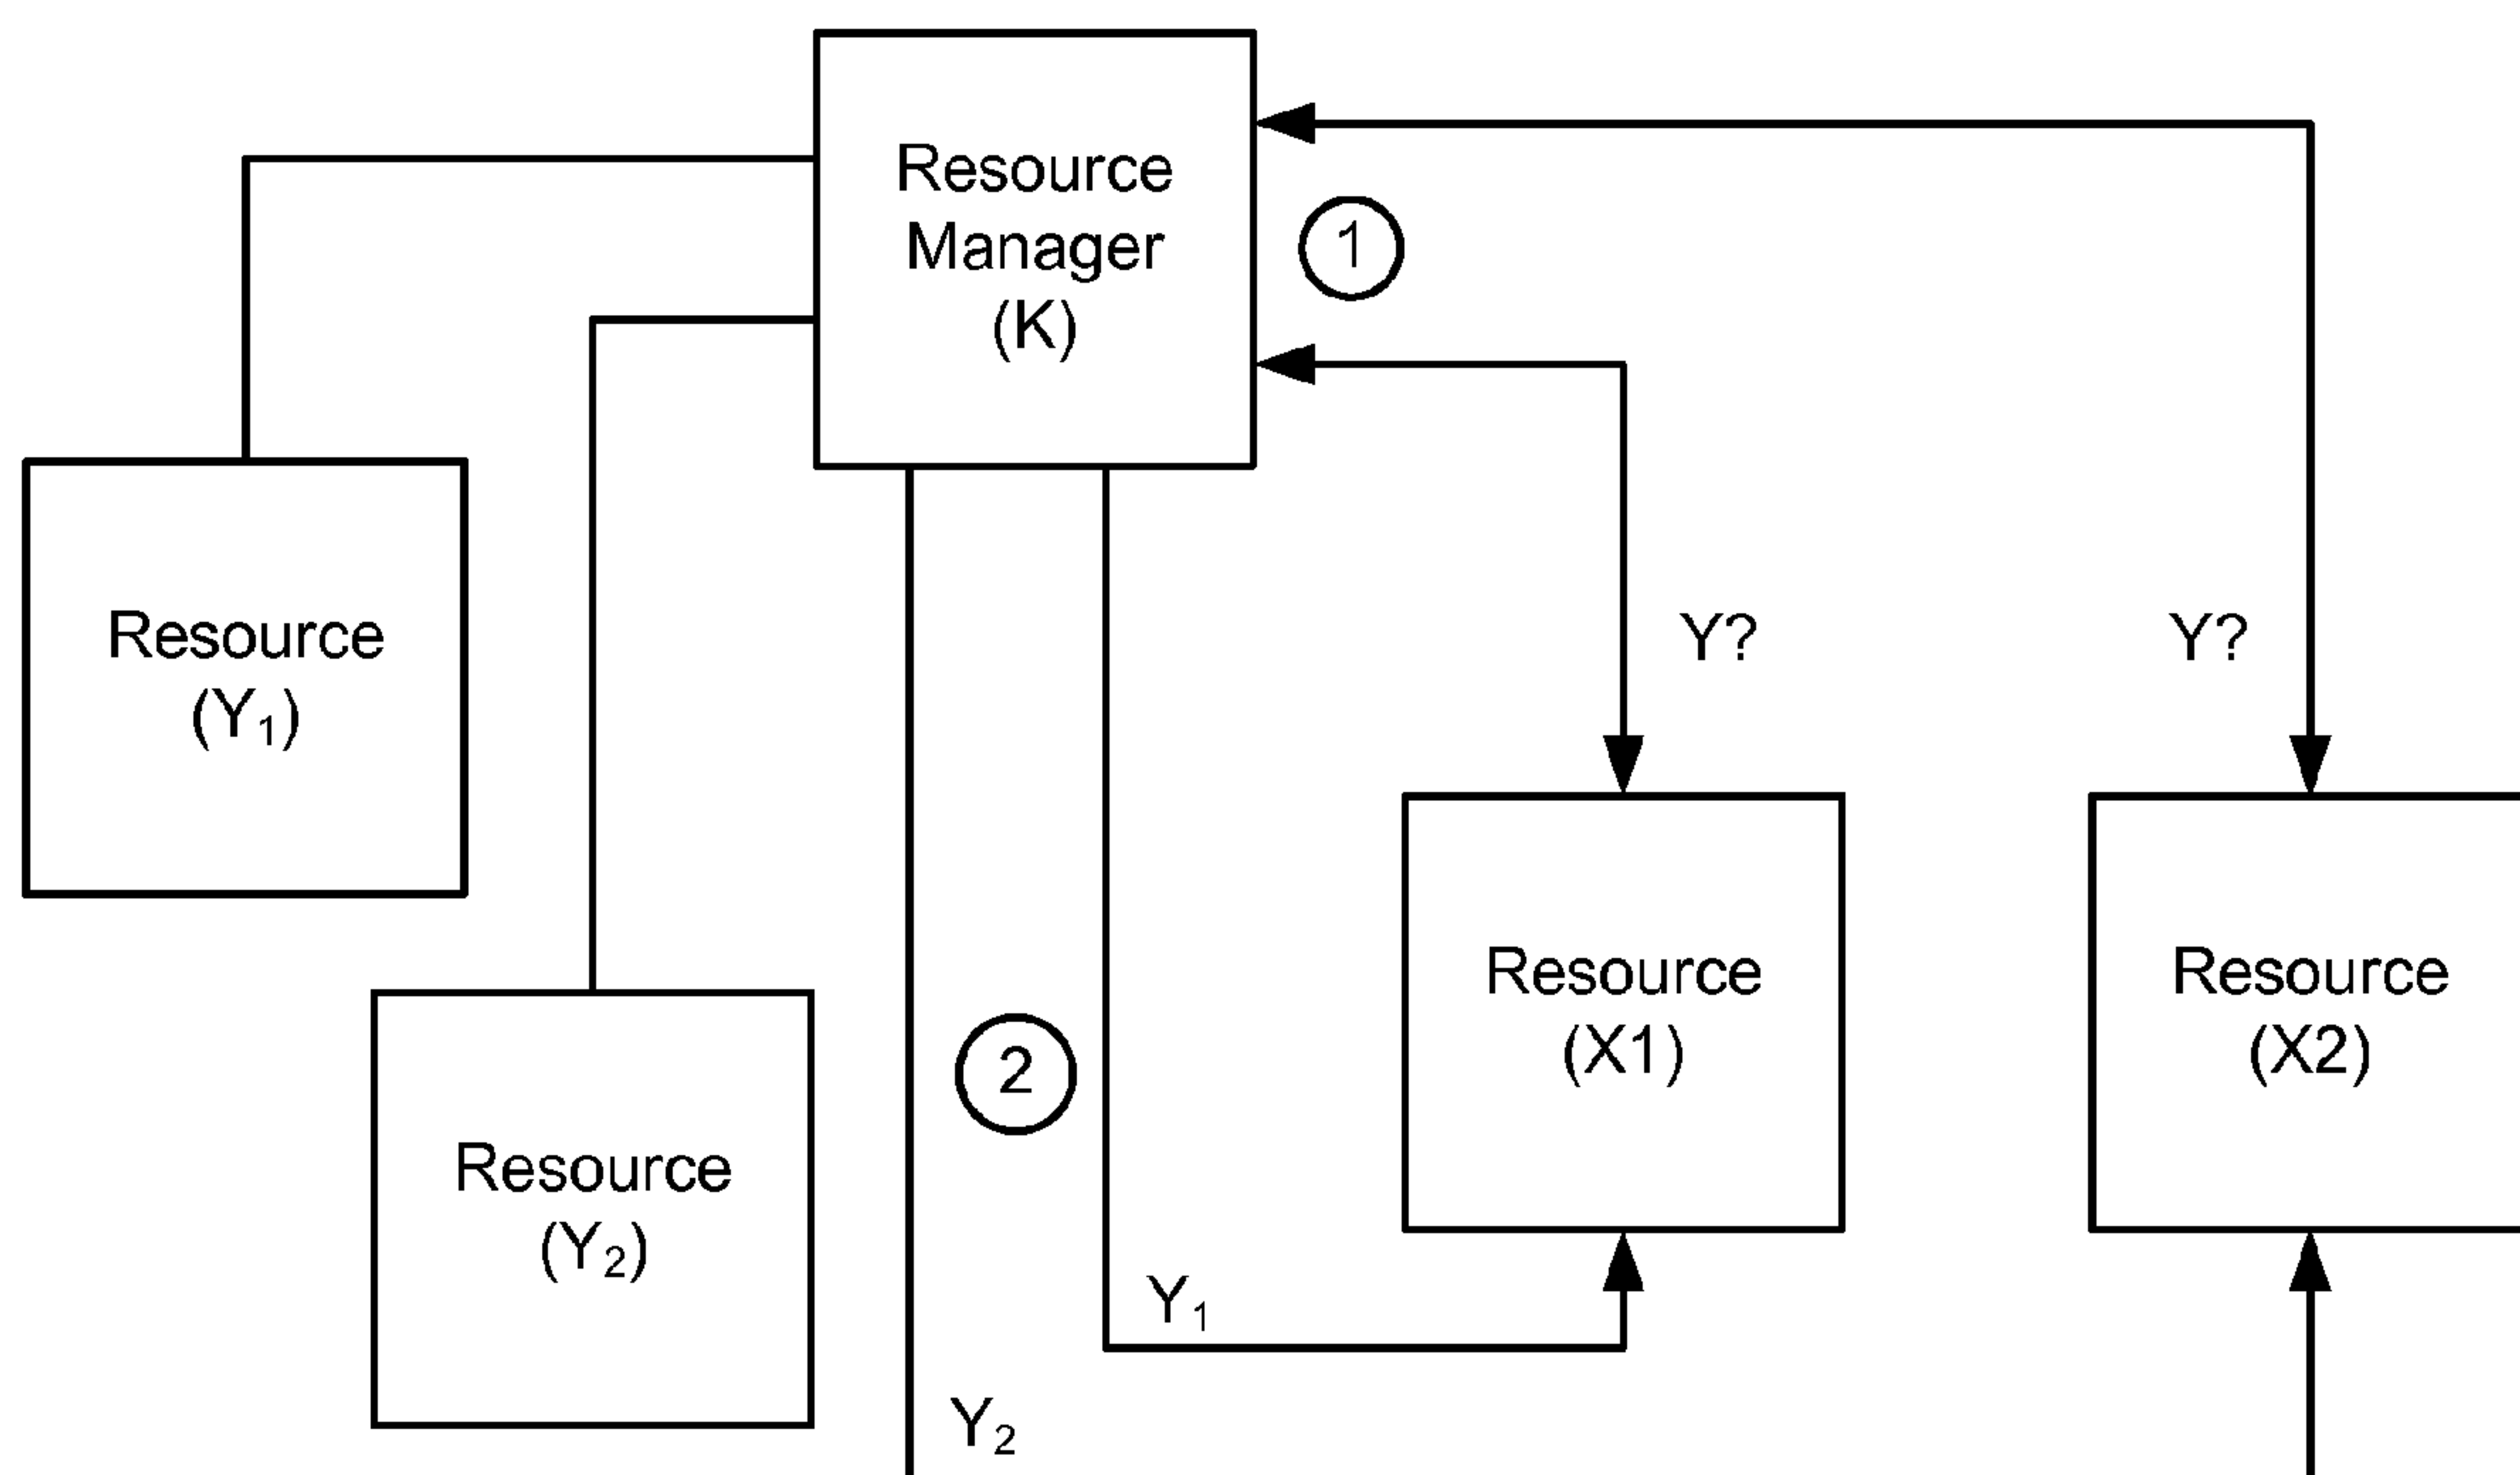 Resource
Manager
(K)
1
Resource
(Y₁)
Y?
Y?
Resource
(X1)
Resource
(X2)
2
Resource
(Y₂)
Y₁
Y₂